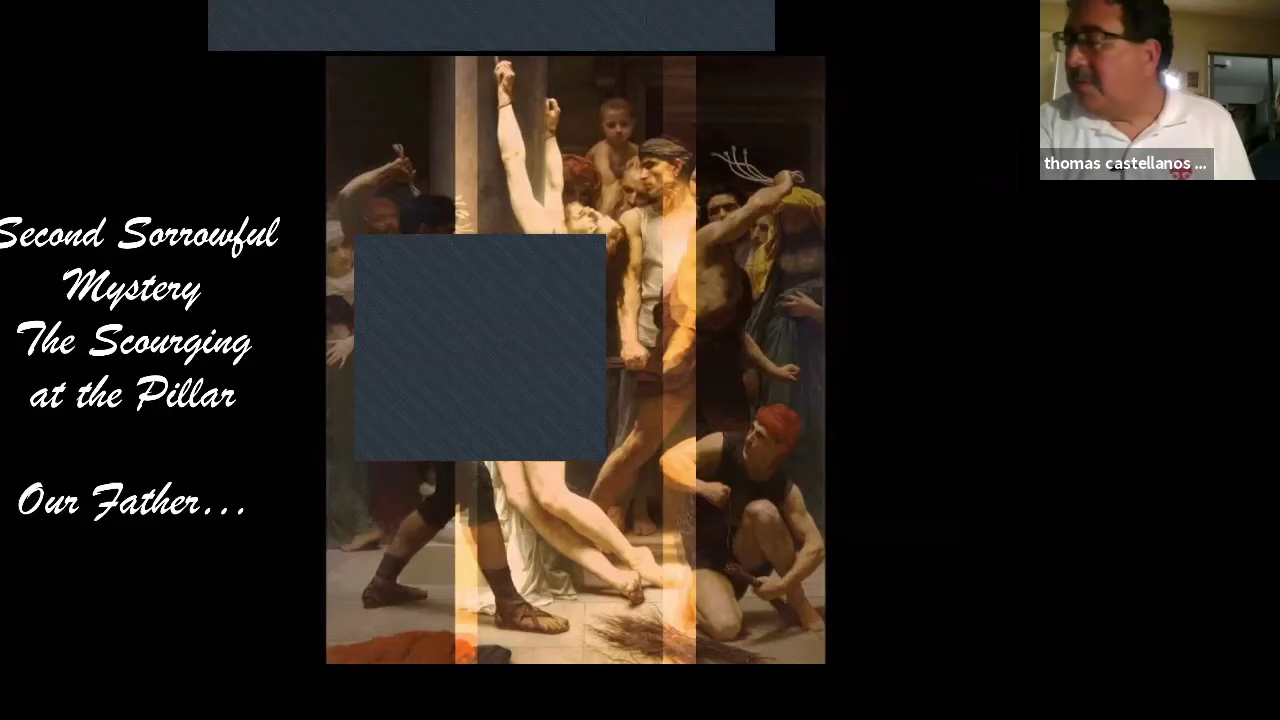 Second Sorrowful
Mystery
The Scourging
at the Pillar
Our Father...
thomas castellanos ...